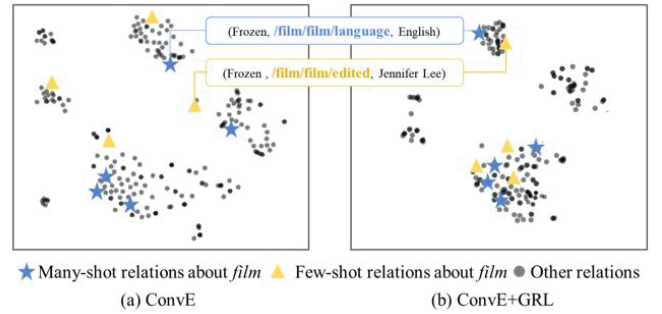 (Frozen, /film/film/language, English)
(Frozen , /film/film/edited, Jennifer Lee)
Many-shot relations about film Few-shot relations about film Other relations
(a) ConvE (b) ConvE+GRL